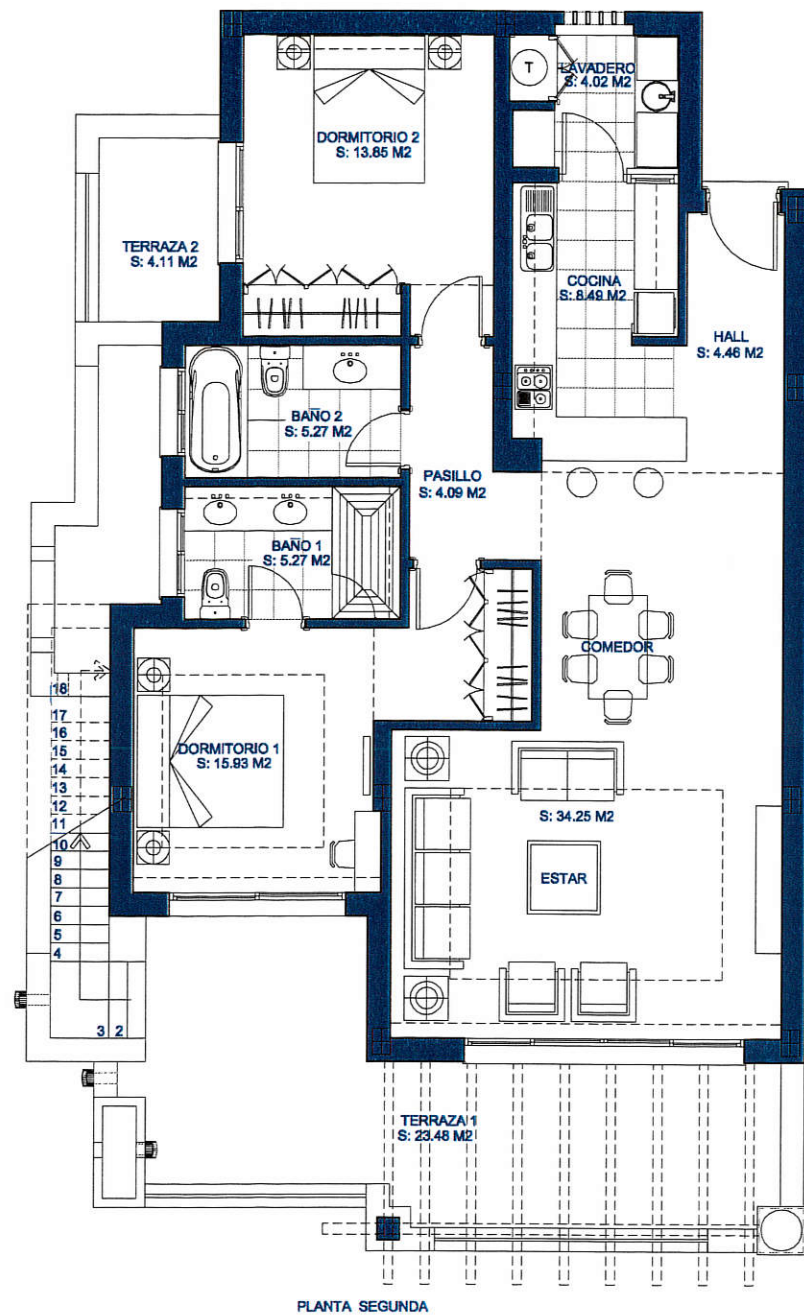 T
LAVADERO
S: 4.02 M2
DORMITORIO 2
S: 13.85 M2
TERRAZA 2
S: 4.11 M2
COCINA
S: 8.49 M2
HALL
S: 4.46 M2
BAÑO 2
S: 5.27 M2
PASILLO
S: 4.09 M2
BAÑO 1
S: 5.27 M2
COMEDOR
DORMITORIO 1
S: 15.93 M2
S: 34.25 M2
ESTAR
18
17
16
15
14
13
12
11
10
9
8
7
6
5
4
3 2
TERRAZA 1
S: 23.48 M2
PLANTA SEGUNDA